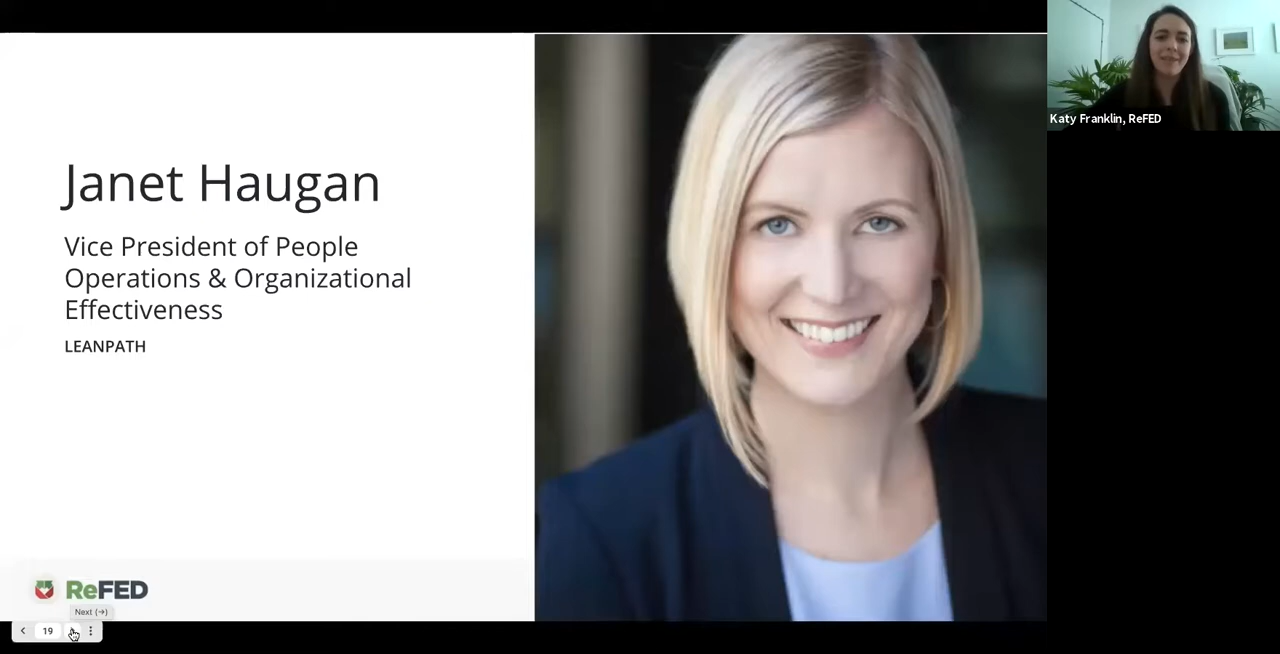 Janet Haugan
Vice President of People
Operations & Organizational
Effectiveness
LEANPATH
ReFED
Next (→)
19
Katy Franklin, ReFED